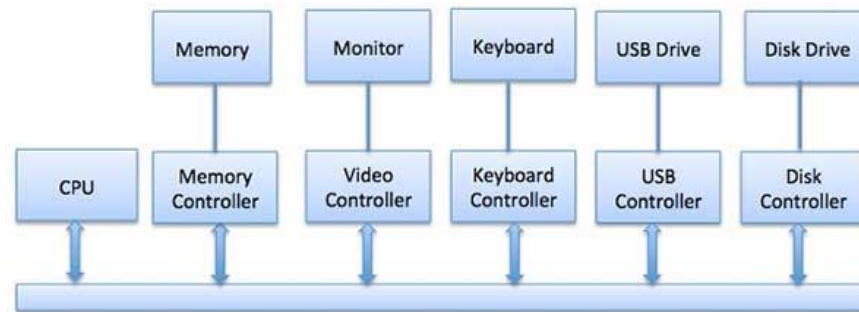 Memory
Monitor
Keyboard
USB Drive
Disk Drive
CPU
Memory
Controller
Video
Controller
Keyboard
Controller
USB
Controller
Disk
Controller